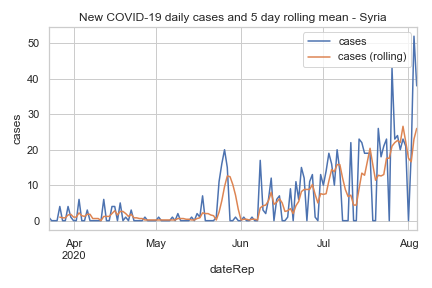 New COVID-19 daily cases and 5 day rolling mean - Syria
cases
cases (rolling)
50
40
30
20
10
0
cases
Apr
2020
May
Jun
Jul
Aug
dateRep